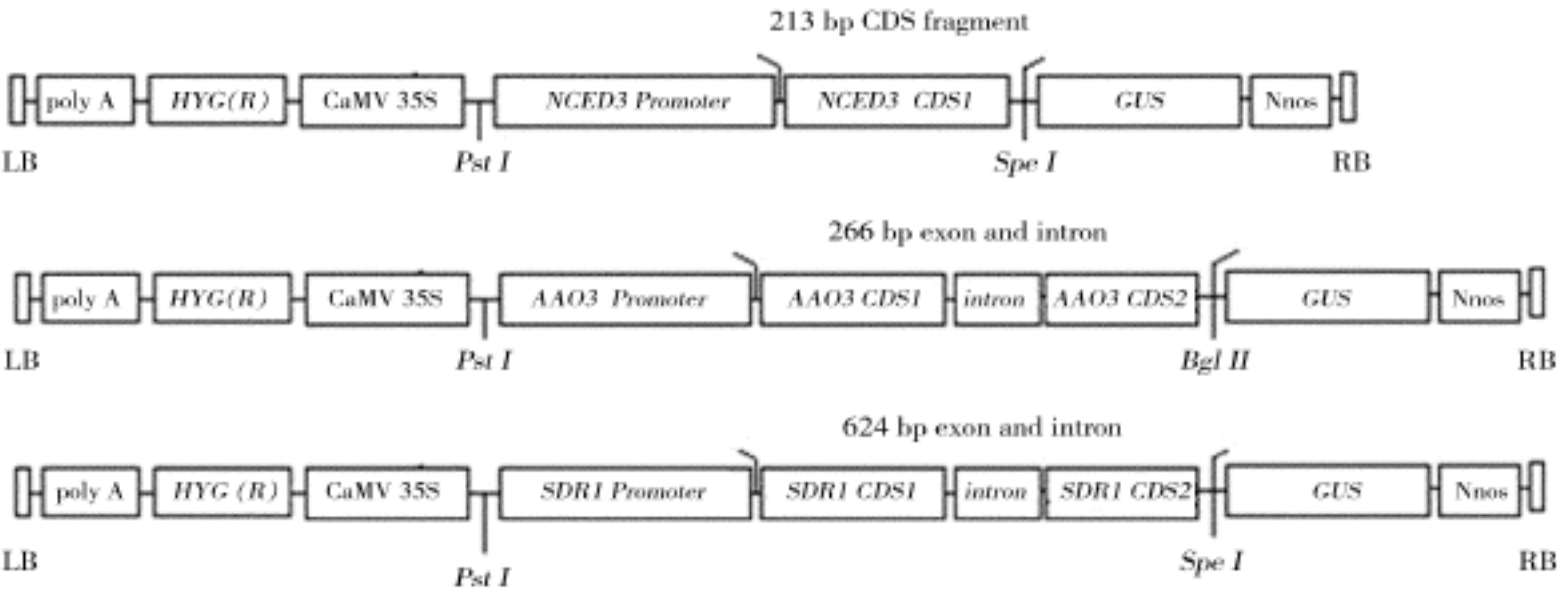 213 bp CDS fragment
poly A HYG(R) CaMV 35S NCED3 Promoter NCED3 CDS1 GUS Nnos
LB Pst I Spe I RB
266 bp exon and intron
poly A HYG(R) CaMV 35S AAO3 Promoter AAO3 CDS1 intron AAO3 CDS2 GUS Nnos
LB Pst I Bgl II RB
624 bp exon and intron
poly A HYG (R) CaMV 35S SDR1 Promoter SDR1 CDS1 intron SDR1 CDS2 GUS Nnos
LB Pst I Spe I RB